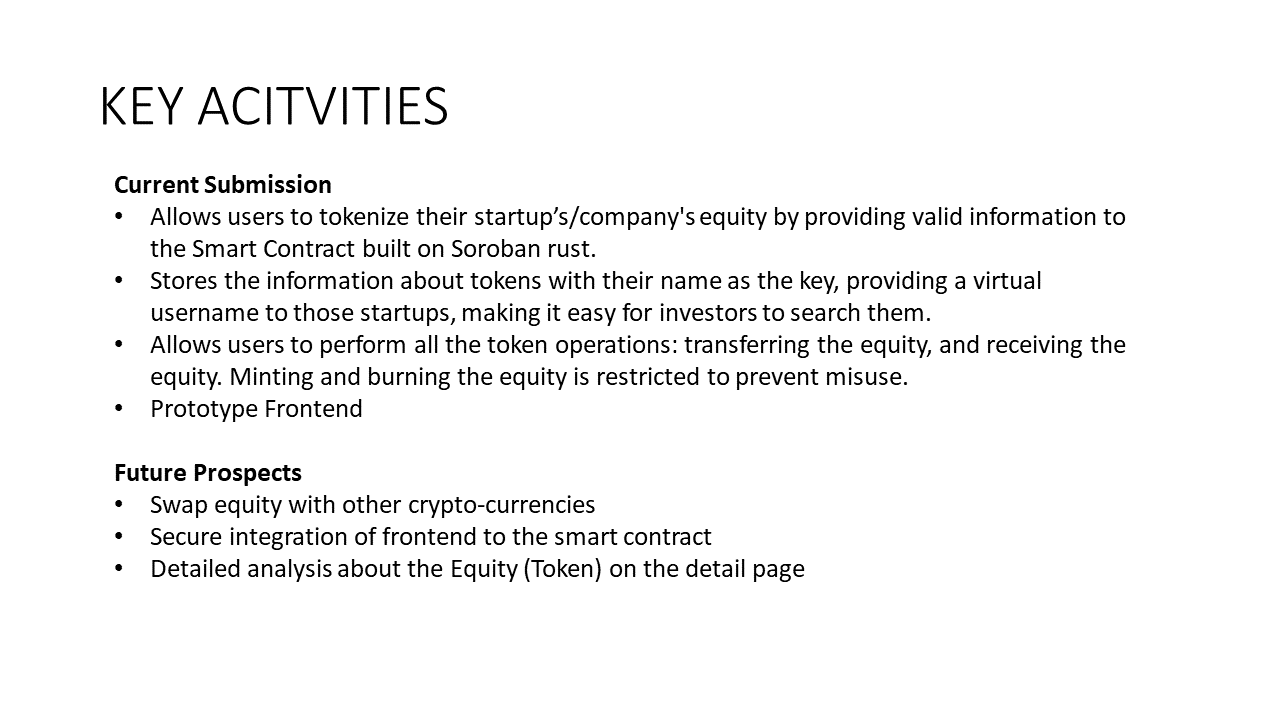 KEY ACITVITIES
Current Submission
• Allows users to tokenize their startup’s/company's equity by providing valid information to
the Smart Contract built on Soroban rust.
• Stores the information about tokens with their name as the key, providing a virtual
username to those startups, making it easy for investors to search them.
• Allows users to perform all the token operations: transferring the equity, and receiving the
equity. Minting and burning the equity is restricted to prevent misuse.
• Prototype Frontend
Future Prospects
• Swap equity with other crypto-currencies
• Secure integration of frontend to the smart contract
• Detailed analysis about the Equity (Token) on the detail page